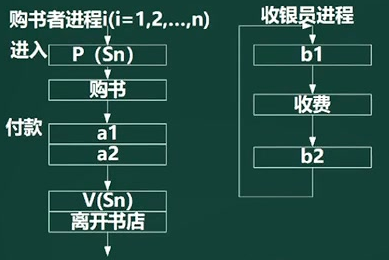 购书者进程i(i=1,2,…,n)
进入
P（Sn）
购书
付款
a1
a2
V(Sn)
离开书店
收银员进程
b1
收费
b2